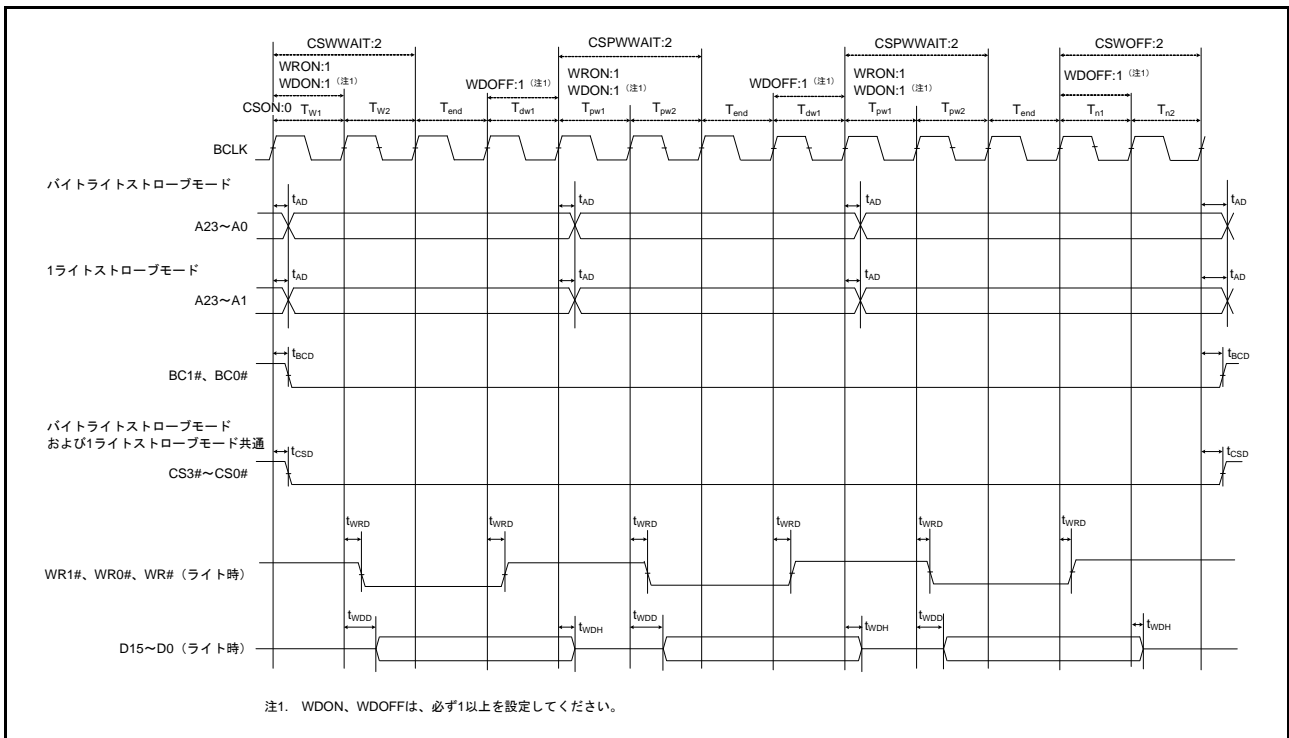 CSWWAIT:2 CSPWWAIT:2 CSPWWAIT:2 CSWOFF:2
WRON:1 WRON:1 WRON:1
WDON:1（注1） WDOFF:1（注1） WDON:1（注1） WDOFF:1（注1） WDON:1（注1） WDOFF:1（注1）
CSON:0 TW1 TW2 Tend Tdw1 Tpw1 Tpw2 Tend Tdw1 Tpw1 Tpw2 Tend Tn1 Tn2
BCLK
バイトライトストローブモード
tAD tAD tAD tAD
A23～A0
1ライトストローブモード
tAD tAD tAD tAD
A23～A1
tBCD tBCD
BC1#、BC0#
バイトライトストローブモード
および1ライトストローブモード共通
tCSD tCSD
CS3#～CS0#
tWRD tWRD tWRD tWRD tWRD tWRD
WR1#、WR0#、WR#（ライト時）
tWDD tWDH tWDD tWDH tWDD tWDH
D15～D0（ライト時）
注1. WDON、WDOFFは、必ず1以上を設定してください。